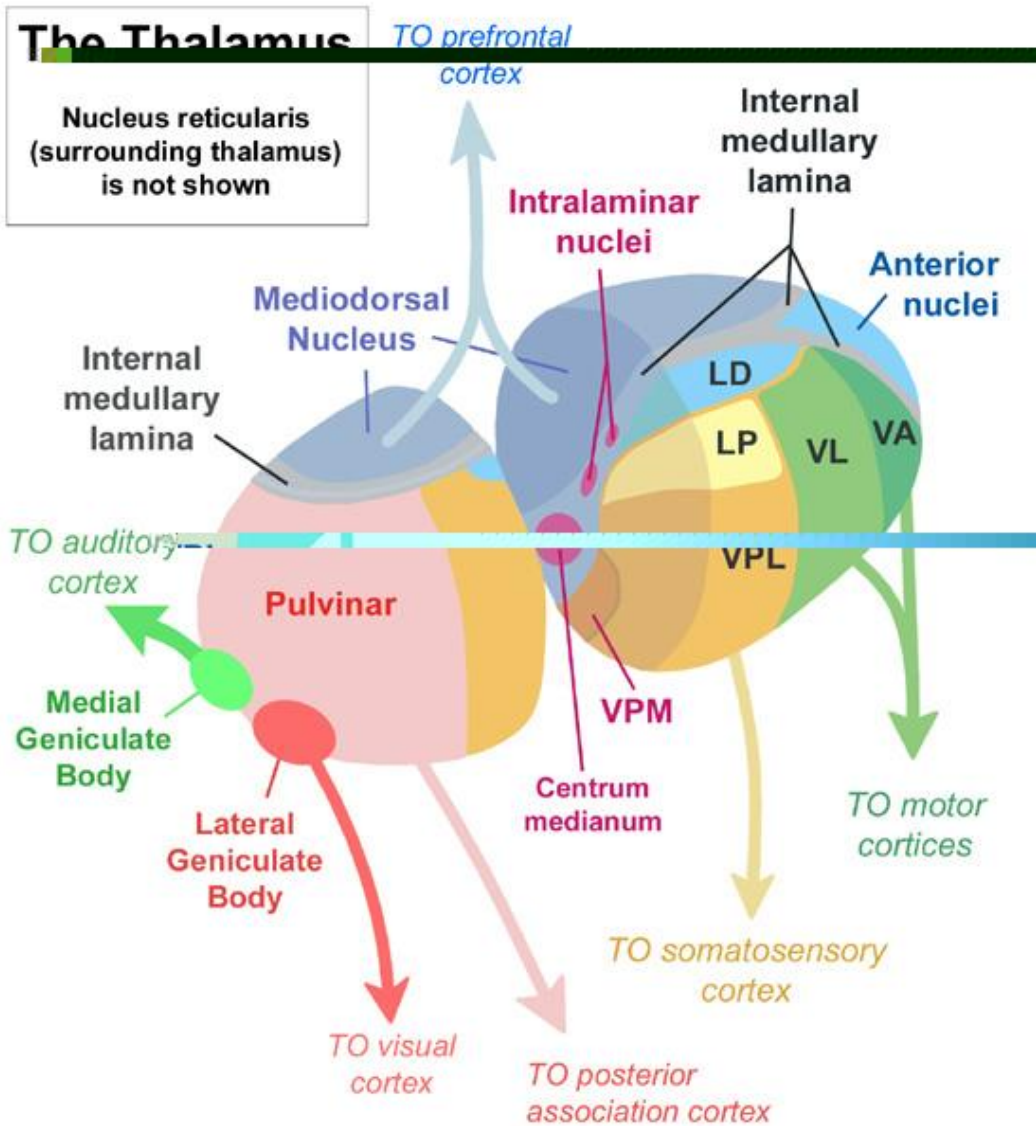 The Thalamus
Nucleus reticularis
(surrounding thalamus)
is not shown
TO prefrontal
cortex
Internal
medullary
lamina
Intralaminar
nuclei
Anterior
nuclei
Mediodorsal
Nucleus
Internal
medullary
lamina
LD
LP
VL
VA
TO auditory
cortex
VPL
Pulvinar
Medial
Geniculate
Body
VPM
Lateral
Geniculate
Body
Centrum
medianum
TO motor
cortices
TO somatosensory
cortex
TO visual
cortex
TO posterior
association cortex